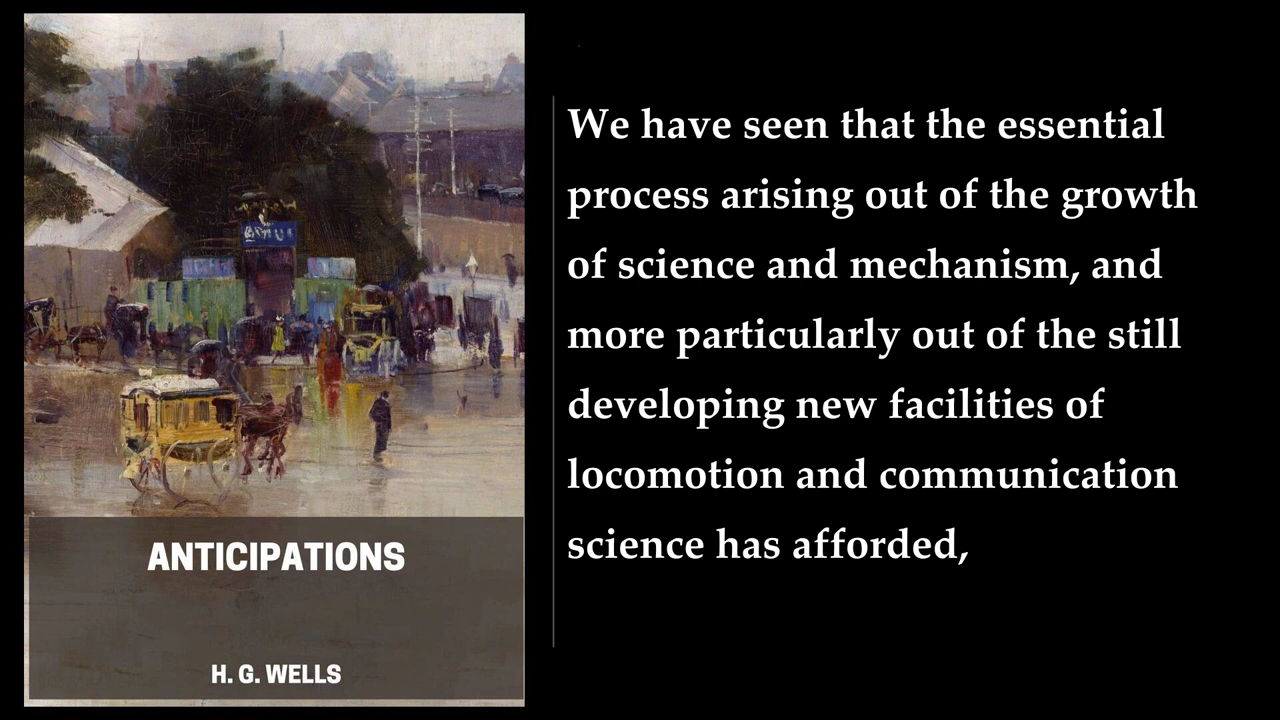 ANTICIPATIONS
H. G. WELLS
We have seen that the essential
process arising out of the growth
of science and mechanism, and
more particularly out of the still
developing new facilities of
locomotion and communication
science has afforded,